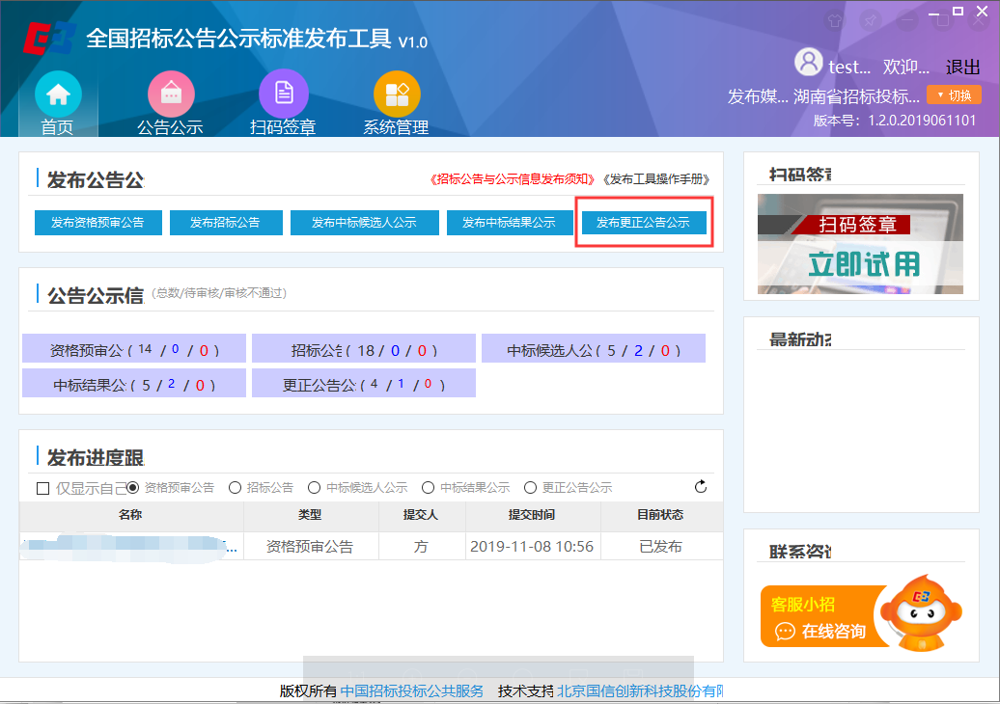 全国招标公告公示标准发布工具 V1.0
test... 欢迎... 退出
发布媒... 湖南省招标投标... 切换
版本号： 1.2.0.2019061101
首页
公告公示
扫码签章
系统管理
发布公告公
《招标公告与公示信息发布须知》 《发布工具操作手册》
发布资格预审公告 发布招标公告 发布中标候选人公示 发布中标结果公示 发布更正公告公示
公告公示信 (总数/待审核/审核不通过)
资格预审公 ( 14 / 0 / 0 ) 招标公告 ( 18 / 0 / 0 ) 中标候选人公 ( 5 / 2 / 0 )
中标结果公 ( 5 / 2 / 0 ) 更正公告公 ( 4 / 1 / 0 )
发布进度跟
仅显示自己 资格预审公告 招标公告 中标候选人公示 中标结果公示 更正公告公示
名称 类型 提交人 提交时间 目前状态
... 资格预审公告 方 2019-11-08 10:56 已发布
扫码签章
扫码签章
立即试用
最新动态
联系咨询
客服小招
在线咨询
版权所有 中国招标投标公共服务 技术支持 北京国信创新科技股份有限